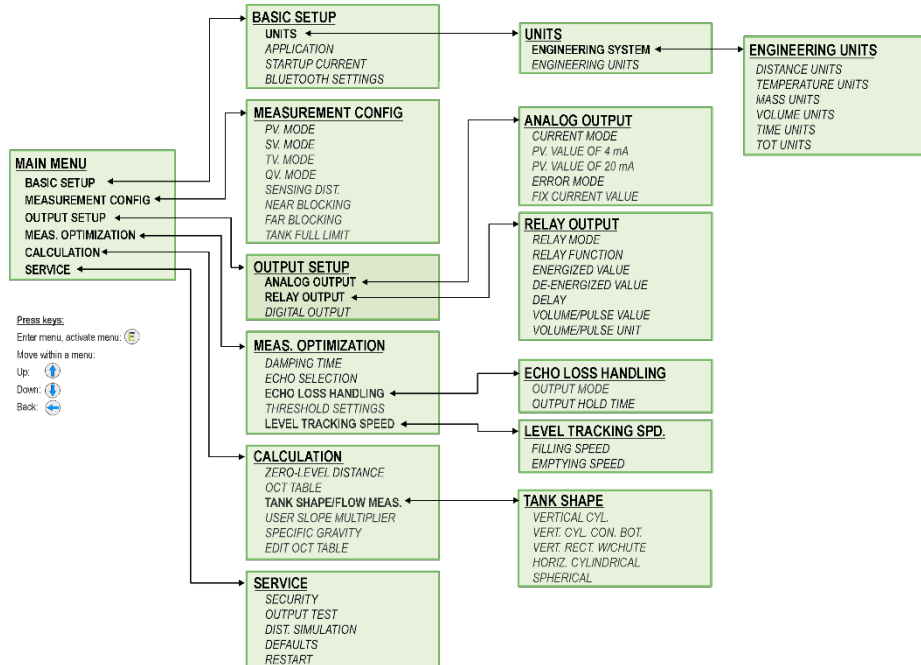 MAIN MENU
BASIC SETUP
MEASUREMENT CONFIG
OUTPUT SETUP
MEAS. OPTIMIZATION
CALCULATION
SERVICE
Press keys:
Enter menu, activate menu: E
Move within a menu:
Up:
Down:
Back:
BASIC SETUP
UNITS
APPLICATION
STARTUP CURRENT
BLUETOOTH SETTINGS
MEASUREMENT CONFIG
PV. MODE
SV. MODE
TV. MODE
QV. MODE
SENSING DIST.
NEAR BLOCKING
FAR BLOCKING
TANK FULL LIMIT
OUTPUT SETUP
ANALOG OUTPUT
RELAY OUTPUT
DIGITAL OUTPUT
MEAS. OPTIMIZATION
DAMPING TIME
ECHO SELECTION
ECHO LOSS HANDLING
THRESHOLD SETTINGS
LEVEL TRACKING SPEED
CALCULATION
ZERO-LEVEL DISTANCE
OCT TABLE
TANK SHAPE/FLOW MEAS.
USER SLOPE MULTIPLIER
SPECIFIC GRAVITY
EDIT OCT TABLE
SERVICE
SECURITY
OUTPUT TEST
DIST. SIMULATION
DEFAULTS
RESTART
UNITS
ENGINEERING SYSTEM
ENGINEERING UNITS
ANALOG OUTPUT
CURRENT MODE
PV. VALUE OF 4 mA
PV. VALUE OF 20 mA
ERROR MODE
FIX CURRENT VALUE
RELAY OUTPUT
RELAY MODE
RELAY FUNCTION
ENERGIZED VALUE
DE-ENERGIZED VALUE
DELAY
VOLUME/PULSE VALUE
VOLUME/PULSE UNIT
ECHO LOSS HANDLING
OUTPUT MODE
OUTPUT HOLD TIME
LEVEL TRACKING SPD.
FILLING SPEED
EMPTYING SPEED
TANK SHAPE
VERTICAL CYL.
VERT. CYL. CON. BOT.
VERT. RECT. W/CHUTE
HORIZ. CYLINDRICAL
SPHERICAL
ENGINEERING UNITS
DISTANCE UNITS
TEMPERATURE UNITS
MASS UNITS
VOLUME UNITS
TIME UNITS
TOT UNITS